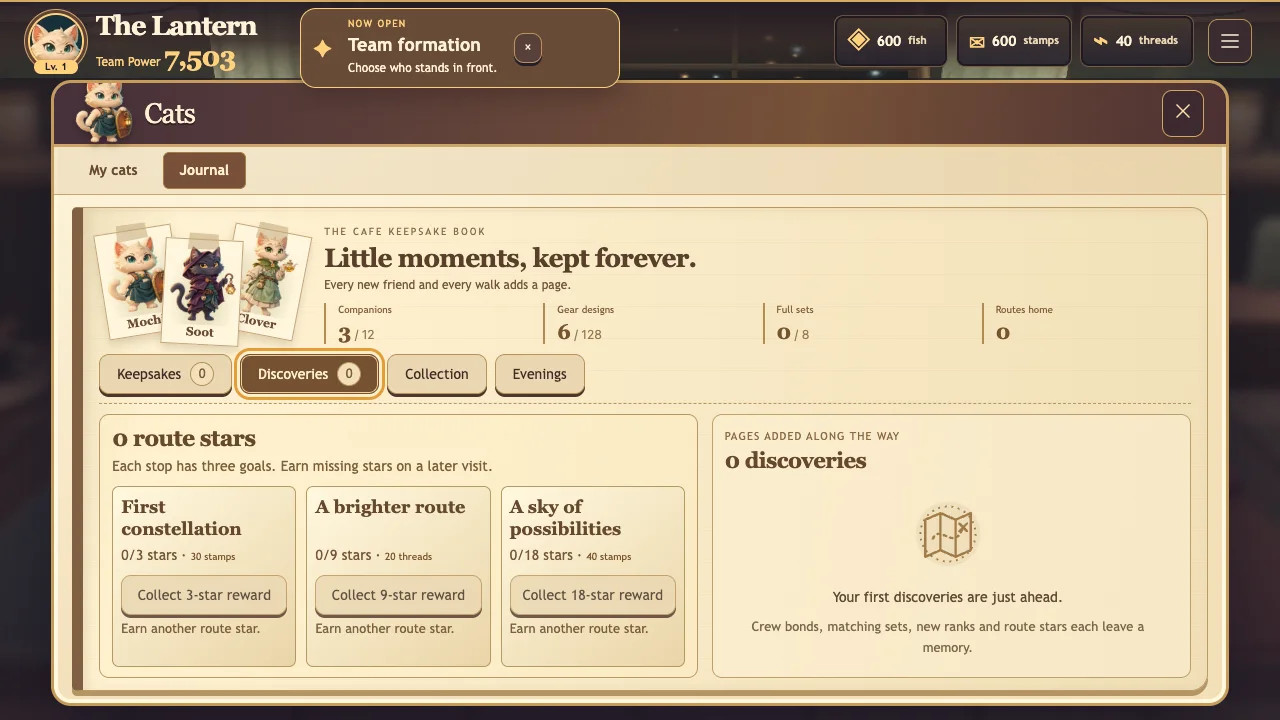 The Lantern
Team Power 7,503
Lv. 1
NOW OPEN
Team formation
Choose who stands in front.
×
600 fish
600 stamps
40 threads
Cats
My cats
Journal
Moch
Soot
Clover
THE CAFE KEEPSAKE BOOK
Little moments, kept forever.
Every new friend and every walk adds a page.
Companions
3 / 12
Gear designs
6 / 128
Full sets
0 / 8
Routes home
0
Keepsakes 0
Discoveries 0
Collection
Evenings
0 route stars
Each stop has three goals. Earn missing stars on a later visit.
First
constellation
0/3 stars · 30 stamps
Collect 3-star reward
Earn another route star.
A brighter route
0/9 stars · 20 threads
Collect 9-star reward
Earn another route star.
A sky of
possibilities
0/18 stars · 40 stamps
Collect 18-star reward
Earn another route star.
PAGES ADDED ALONG THE WAY
0 discoveries
Your first discoveries are just ahead.
Crew bonds, matching sets, new ranks and route stars each leave a
memory.